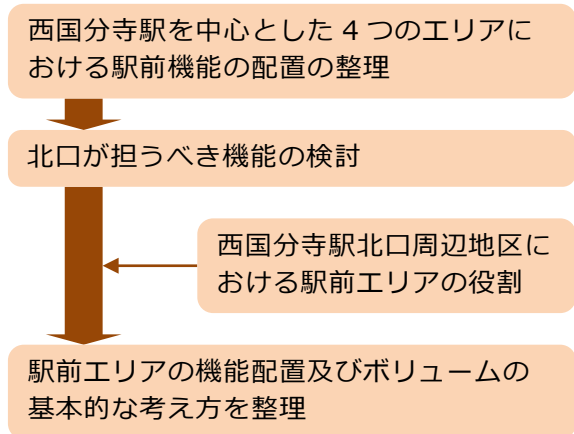 西国分寺駅を中心とした 4 つのエリアに
おける駅前機能の配置の整理
北口が担うべき機能の検討
西国分寺駅北口周辺地区に
おける駅前エリアの役割
駅前エリアの機能配置及びボリュームの
基本的な考え方を整理